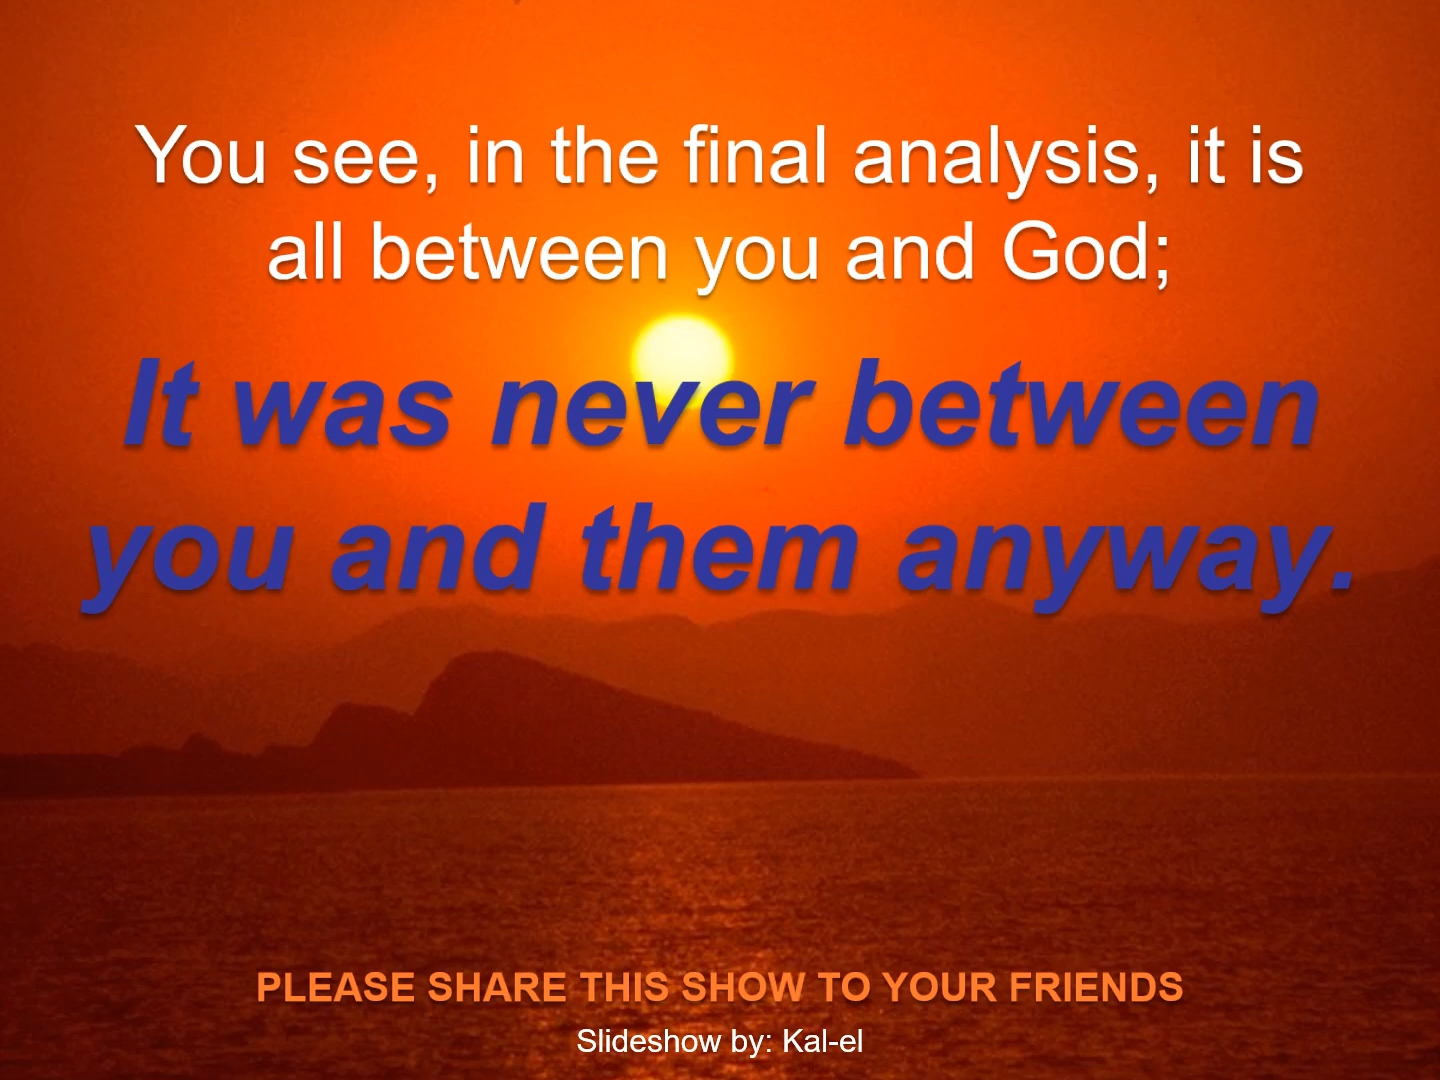 You see, in the final analysis, it is
all between you and God;
It was never between
you and them anyway.
PLEASE SHARE THIS SHOW TO YOUR FRIENDS
Slideshow by: Kal-el